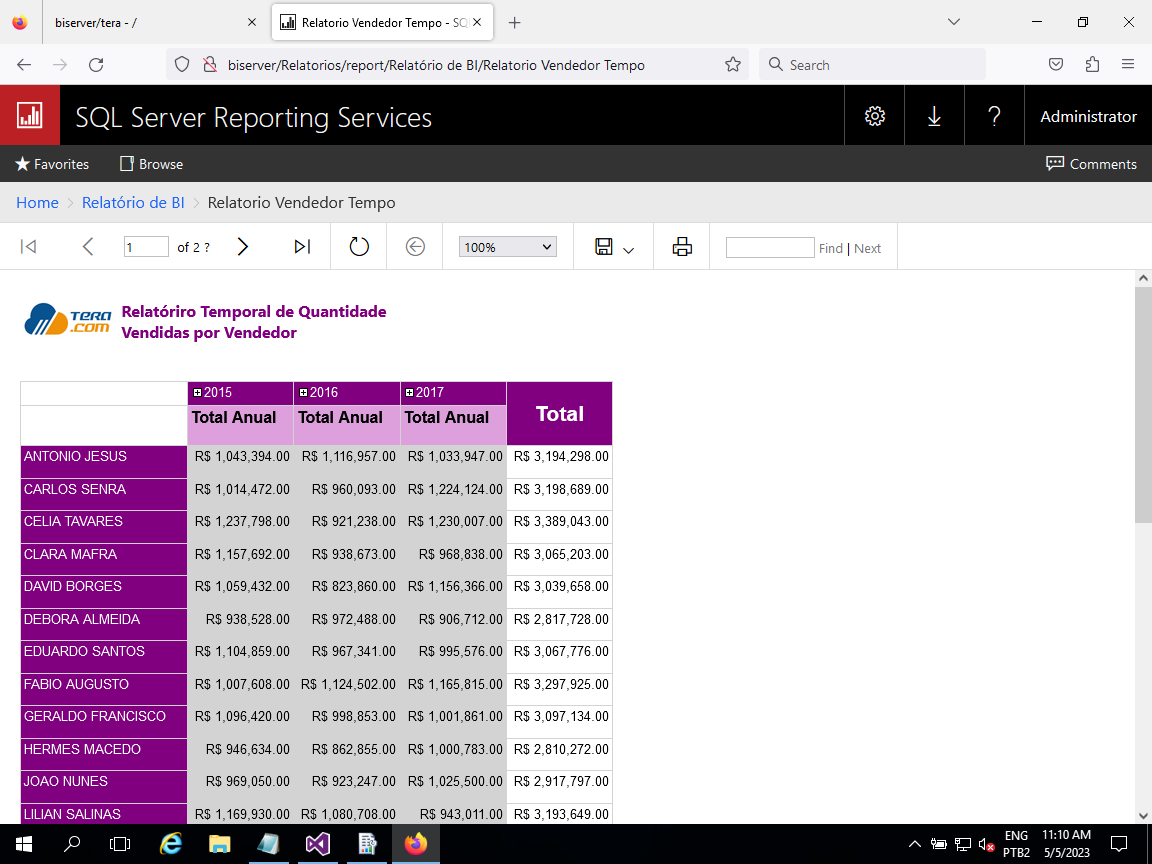 biserver/tera - /
Relatorio Vendedor Tempo - SQ
biserver/Relatorios/report/Relatório de BI/Relatorio Vendedor Tempo
Search
SQL Server Reporting Services
Administrator
Favorites
Browse
Comments
Home > Relatório de BI > Relatorio Vendedor Tempo
1 of 2 ?
100%
Find | Next
TERA.COM
Relatóriro Temporal de Quantidade
Vendidas por Vendedor
2015 2016 2017 Total
Total Anual Total Anual Total Anual
ANTONIO JESUS R$ 1,043,394.00 R$ 1,116,957.00 R$ 1,033,947.00 R$ 3,194,298.00
CARLOS SENRA R$ 1,014,472.00 R$ 960,093.00 R$ 1,224,124.00 R$ 3,198,689.00
CELIA TAVARES R$ 1,237,798.00 R$ 921,238.00 R$ 1,230,007.00 R$ 3,389,043.00
CLARA MAFRA R$ 1,157,692.00 R$ 938,673.00 R$ 968,838.00 R$ 3,065,203.00
DAVID BORGES R$ 1,059,432.00 R$ 823,860.00 R$ 1,156,366.00 R$ 3,039,658.00
DEBORA ALMEIDA R$ 938,528.00 R$ 972,488.00 R$ 906,712.00 R$ 2,817,728.00
EDUARDO SANTOS R$ 1,104,859.00 R$ 967,341.00 R$ 995,576.00 R$ 3,067,776.00
FABIO AUGUSTO R$ 1,007,608.00 R$ 1,124,502.00 R$ 1,165,815.00 R$ 3,297,925.00
GERALDO FRANCISCO R$ 1,096,420.00 R$ 998,853.00 R$ 1,001,861.00 R$ 3,097,134.00
HERMES MACEDO R$ 946,634.00 R$ 862,855.00 R$ 1,000,783.00 R$ 2,810,272.00
JOAO NUNES R$ 969,050.00 R$ 923,247.00 R$ 1,025,500.00 R$ 2,917,797.00
LILIAN SALINAS R$ 1,169,930.00 R$ 1,080,708.00 R$ 943,011.00 R$ 3,193,649.00
ENG 11:10 AM
PTB2 5/5/2023